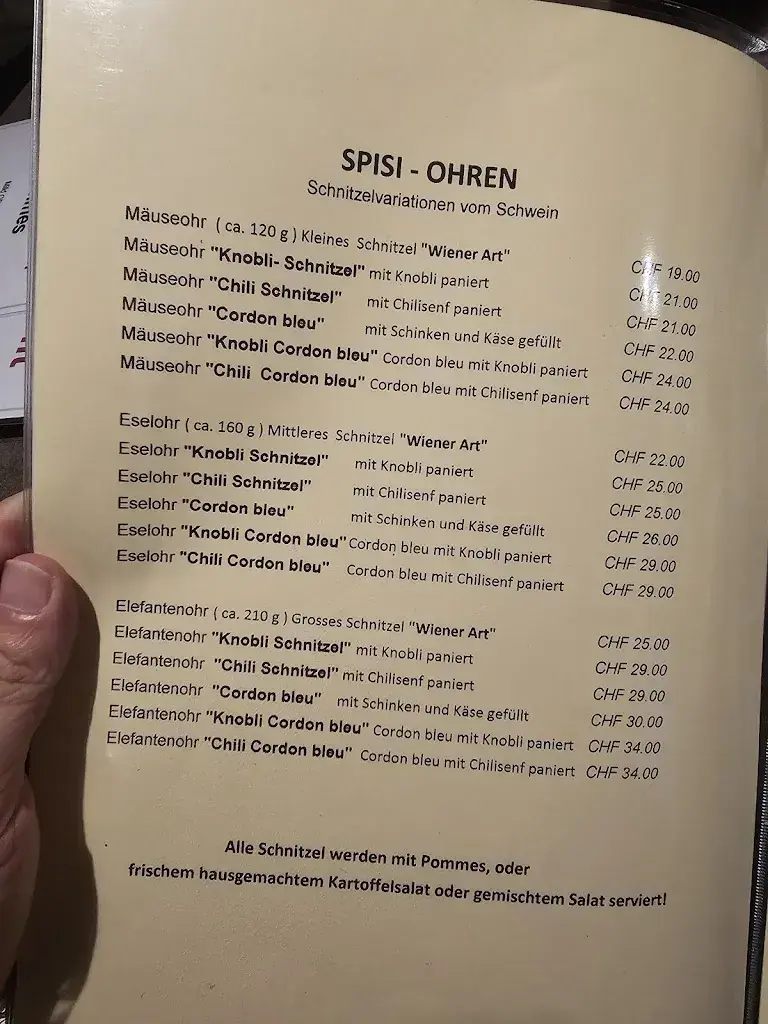 SPISI - OHREN
Schnitzelvariationen vom Schwein
Mäuseohr ( ca. 120 g ) Kleines Schnitzel "Wiener Art" CHF 19.00
Mäuseohr "Knobli- Schnitzel" mit Knobli paniert CHF 21.00
Mäuseohr "Chili Schnitzel" mit Chilisenf paniert CHF 21.00
Mäuseohr "Cordon bleu" mit Schinken und Käse gefüllt CHF 22.00
Mäuseohr "Knobli Cordon bleu" Cordon bleu mit Knobli paniert CHF 24.00
Mäuseohr "Chili Cordon bleu" Cordon bleu mit Chilisenf paniert CHF 24.00
Eselohr ( ca. 160 g ) Mittleres Schnitzel "Wiener Art" CHF 22.00
Eselohr "Knobli Schnitzel" mit Knobli paniert CHF 25.00
Eselohr "Chili Schnitzel" mit Chilisenf paniert CHF 25.00
Eselohr "Cordon bleu" mit Schinken und Käse gefüllt CHF 26.00
Eselohr "Knobli Cordon bleu" Cordon bleu mit Knobli paniert CHF 29.00
Eselohr "Chili Cordon bleu" Cordon bleu mit Chilisenf paniert CHF 29.00
Elefantenohr ( ca. 210 g ) Grosses Schnitzel "Wiener Art" CHF 25.00
Elefantenohr "Knobli Schnitzel" mit Knobli paniert CHF 29.00
Elefantenohr "Chili Schnitzel" mit Chilisenf paniert CHF 29.00
Elefantenohr "Cordon bleu" mit Schinken und Käse gefüllt CHF 30.00
Elefantenohr "Knobli Cordon bleu" Cordon bleu mit Knobli paniert CHF 34.00
Elefantenohr "Chili Cordon bleu" Cordon bleu mit Chilisenf paniert CHF 34.00
Alle Schnitzel werden mit Pommes, oder
frischem hausgemachtem Kartoffelsalat oder gemischtem Salat serviert!